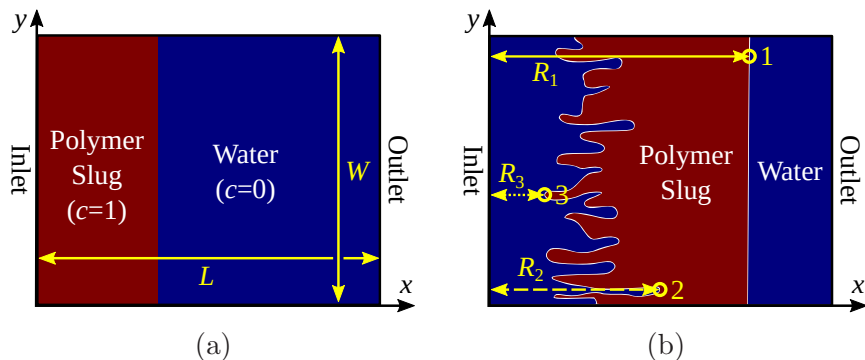 y
Inlet
Polymer
Slug
(c=1)
Water
(c=0)
W
L
Outlet
x
(a)
y
Inlet
R1
1
R3
3
Polymer
Slug
Water
R2
2
Outlet
x
(b)